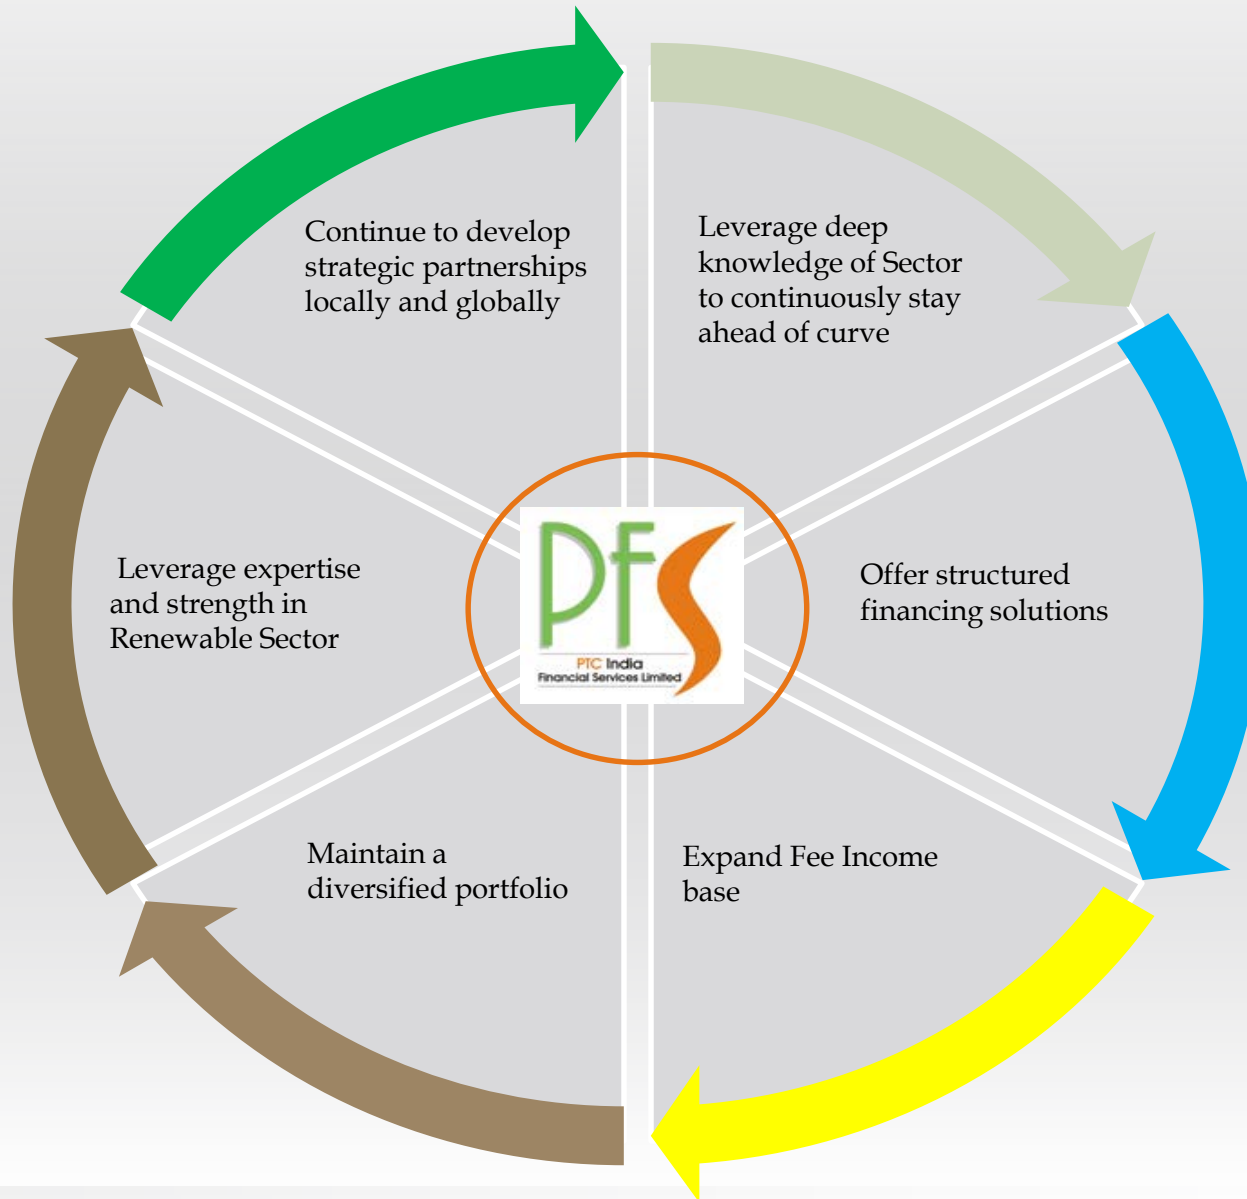 Continue to develop
strategic partnerships
locally and globally
Leverage deep
knowledge of Sector
to continuously stay
ahead of curve
Leverage expertise
and strength in
Renewable Sector
PFS
PTC India
Financial Services Limited
Offer structured
financing solutions
Maintain a
diversified portfolio
Expand Fee Income
base